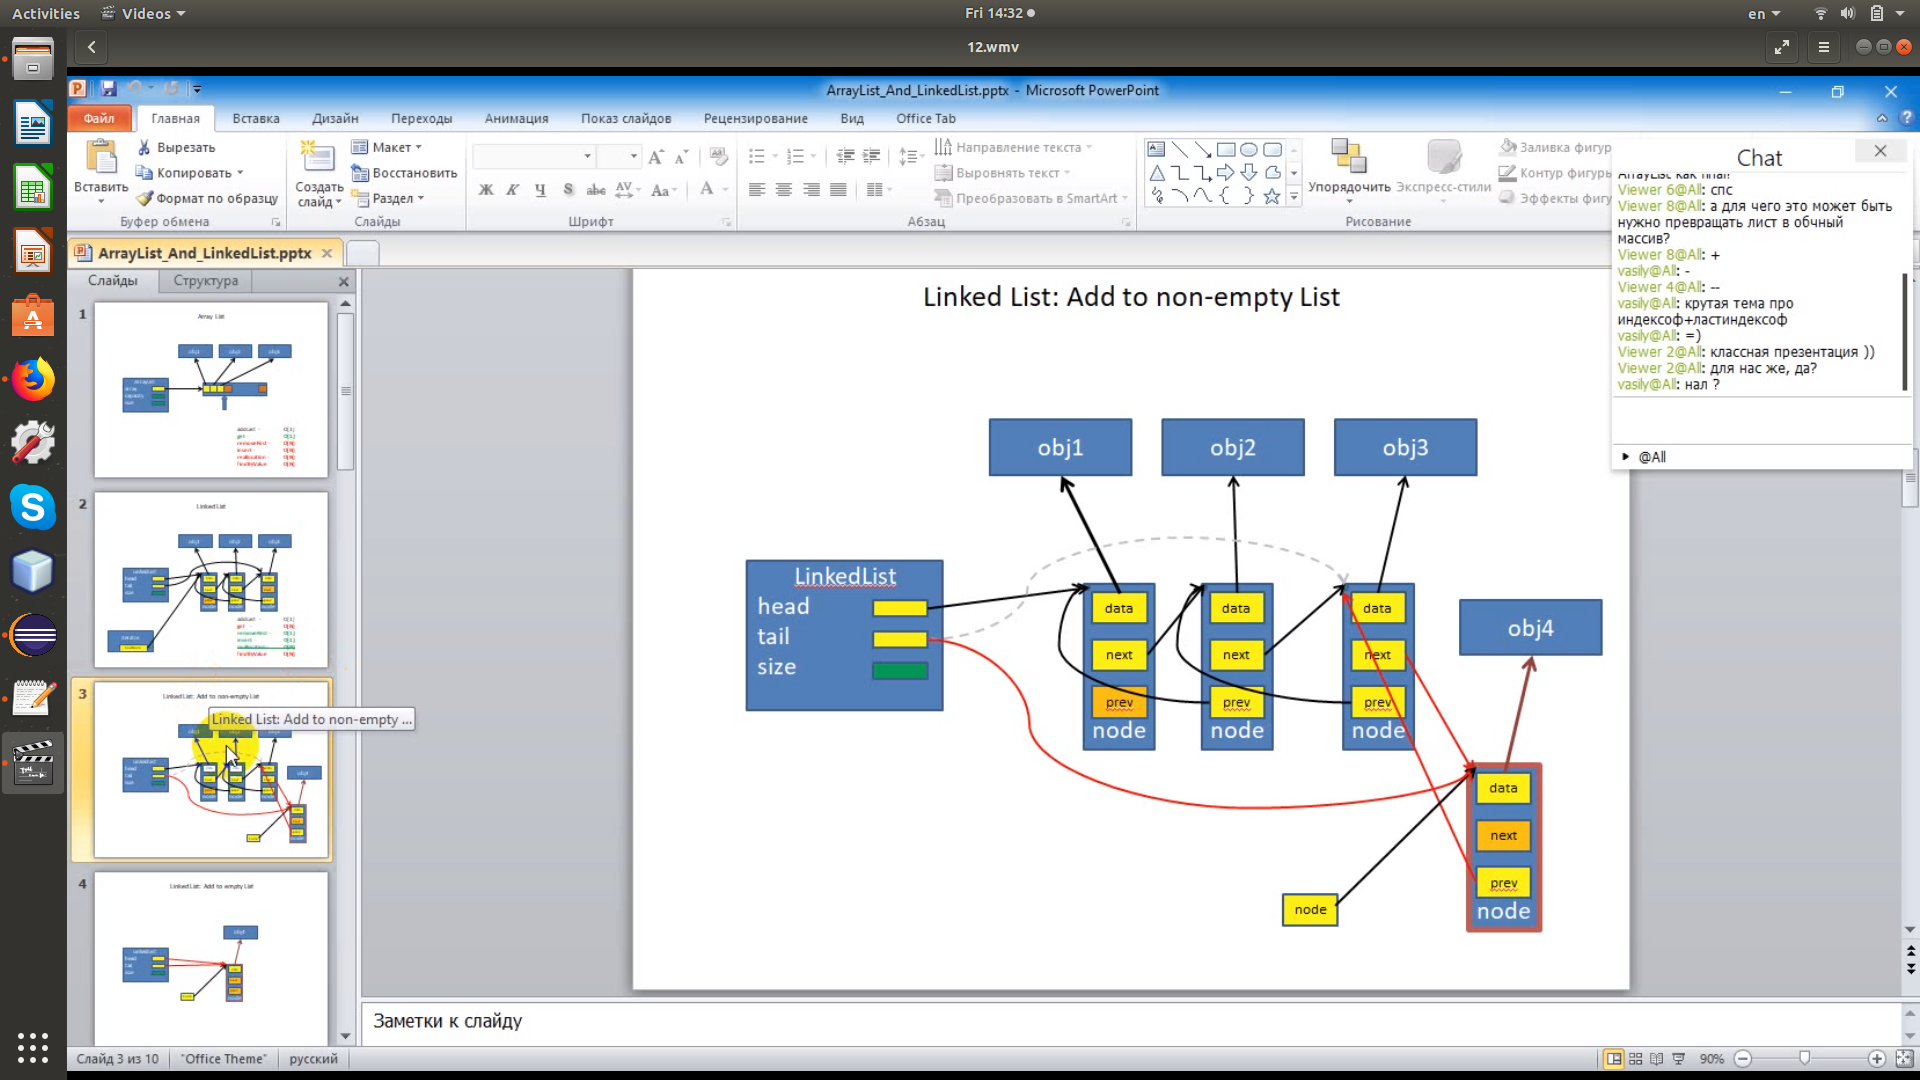 Activities
Videos
Fri 14:32
en
12.wmv
ArrayList_And_LinkedList.pptx - Microsoft PowerPoint
Файл
Главная
Вставка
Дизайн
Переходы
Анимация
Показ слайдов
Рецензирование
Вид
Office Tab
Вставить
Вырезать
Копировать
Формат по образцу
Буфер обмена
Создать
слайд
Макет
Восстановить
Раздел
Слайды
Шрифт
Направление текста
Выровнять текст
Преобразовать в SmartArt
Абзац
Упорядочить
Экспресс-стили
Заливка фигур
Контур фигуры
Эффекты фиг
Рисование
ArrayList_And_LinkedList.pptx
Слайды
Структура
1
Array List
obj1
obj2
2
Linked List
3
Linked List: Add to non-empty List
Linked List: Add to non-empty ...
4
Linked List: Add to empty List
Linked List: Add to non-empty List
obj1
obj2
obj3
LinkedList
head
tail
size
data
next
prev
node
data
next
prev
node
data
next
prev
node
obj4
data
next
prev
node
node
Chat
Viewer 6@All: спс
Viewer 8@All: а для чего это может быть
нужно превращать лист в обчный
массив?
Viewer 8@All: +
vasily@All: -
Viewer 4@All: --
vasily@All: крутая тема про
индексоф+ластиндексоф
vasily@All: =)
Viewer 2@All: классная презентация ))
Viewer 2@All: для нас же, да?
vasily@All: нал ?
@All
Заметки к слайду
Слайд 3 из 10
"Office Theme"
русский
90%